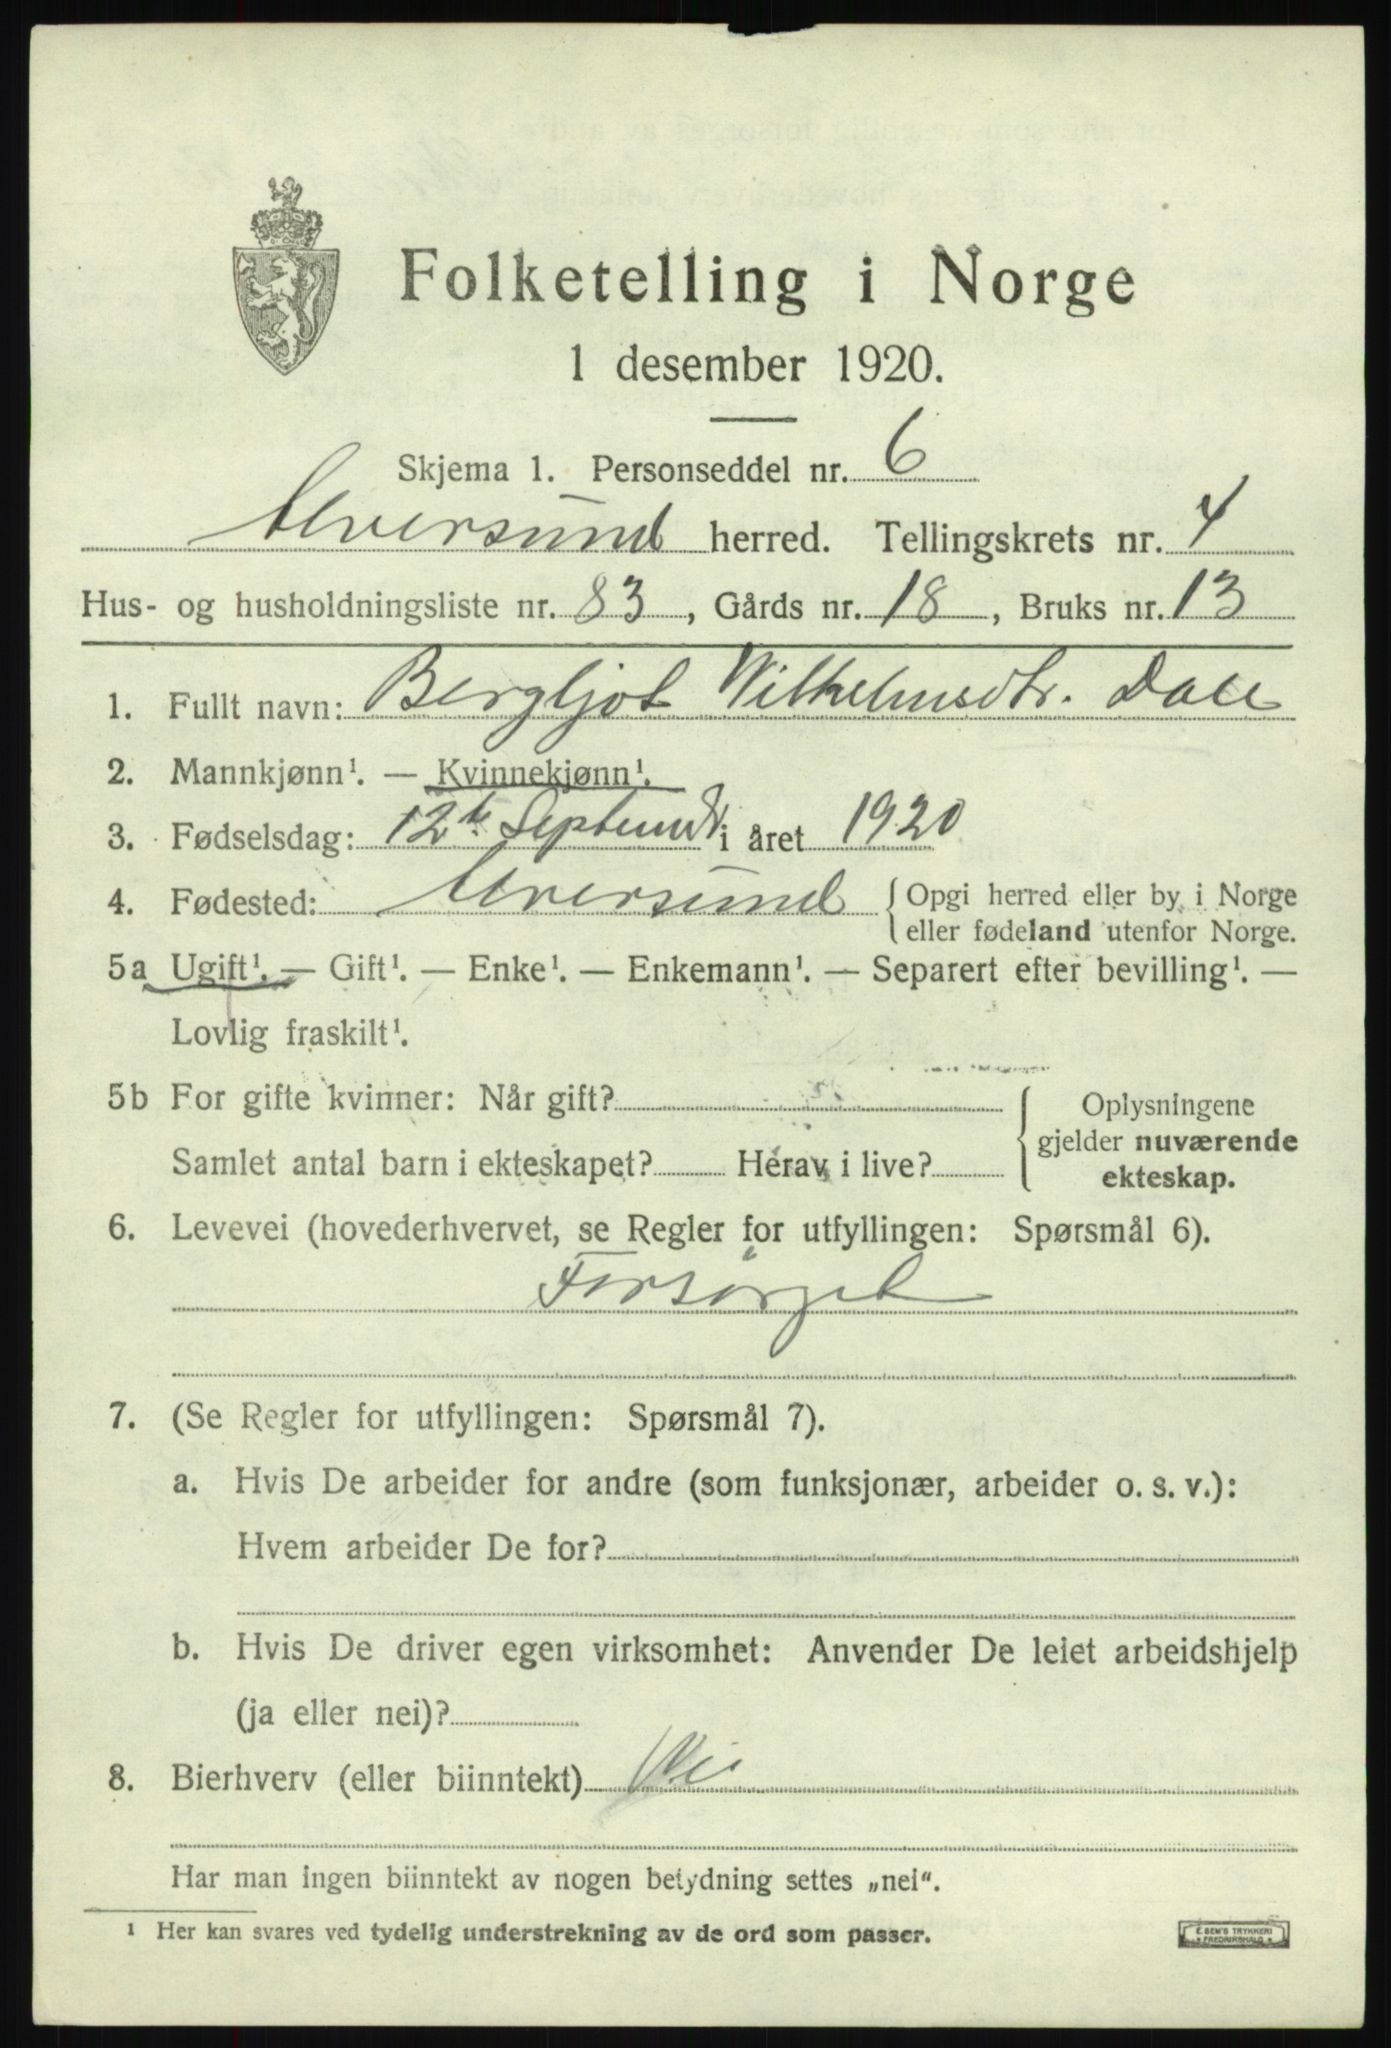 Folketelling i Norge
1 desember 1920.
Skjema 1. Personseddel nr. 6
Alversund herred. Tellingskrets nr. 4
Hus- og husholdningsliste nr. 83, Gårds nr. 18, Bruks nr. 13
1. Fullt navn: Bergljot Vilhelmsdtr. Dale
2. Mannkjønn¹. — Kvinnekjønn¹.
3. Fødselsdag: 12te Septembr i året 1920
4. Fødested: Alversund { Opgi herred eller by i Norge
eller fødeland utenfor Norge.
5a Ugift¹. — Gift¹. — Enke¹. — Enkemann¹. — Separert efter bevilling¹. —
Lovlig fraskilt¹.
5b For gifte kvinner: Når gift?
Samlet antal barn i ekteskapet? Herav i live?
{ Oplysningene
gjelder nuværende
ekteskap.
6. Levevei (hovederhvervet, se Regler for utfyllingen: Spørsmål 6).
Forsørget
7. (Se Regler for utfyllingen: Spørsmål 7).
a. Hvis De arbeider for andre (som funksjonær, arbeider o. s. v.):
Hvem arbeider De for?
b. Hvis De driver egen virksomhet: Anvender De leiet arbeidshjelp
(ja eller nei)?
8. Bierhverv (eller biinntekt) Nei
Har man ingen biinntekt av nogen betydning settes „nei“.
¹ Her kan svares ved tydelig understrekning av de ord som passer.
E. SEM'S TRYKKERI
FREDRIKSHALD